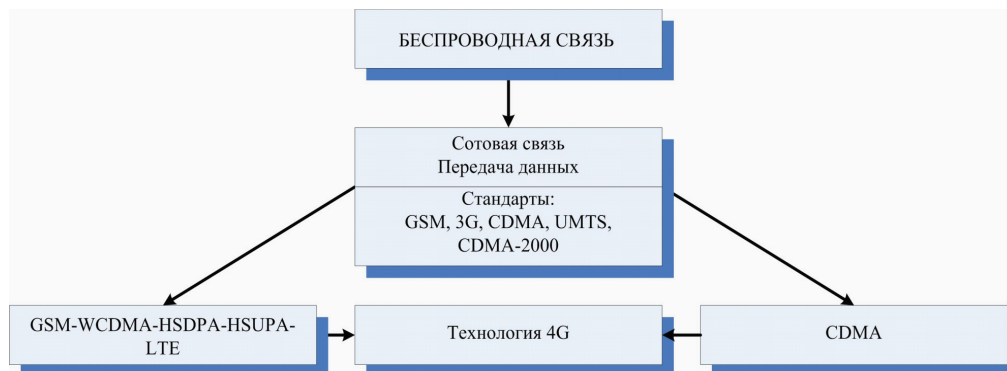 БЕСПРОВОДНАЯ СВЯЗЬ
Сотовая связь
Передача данных
Стандарты:
GSM, 3G, CDMA, UMTS,
CDMA-2000
GSM-WCDMA-HSDPA-HSUPA-
LTE
Технология 4G
CDMA